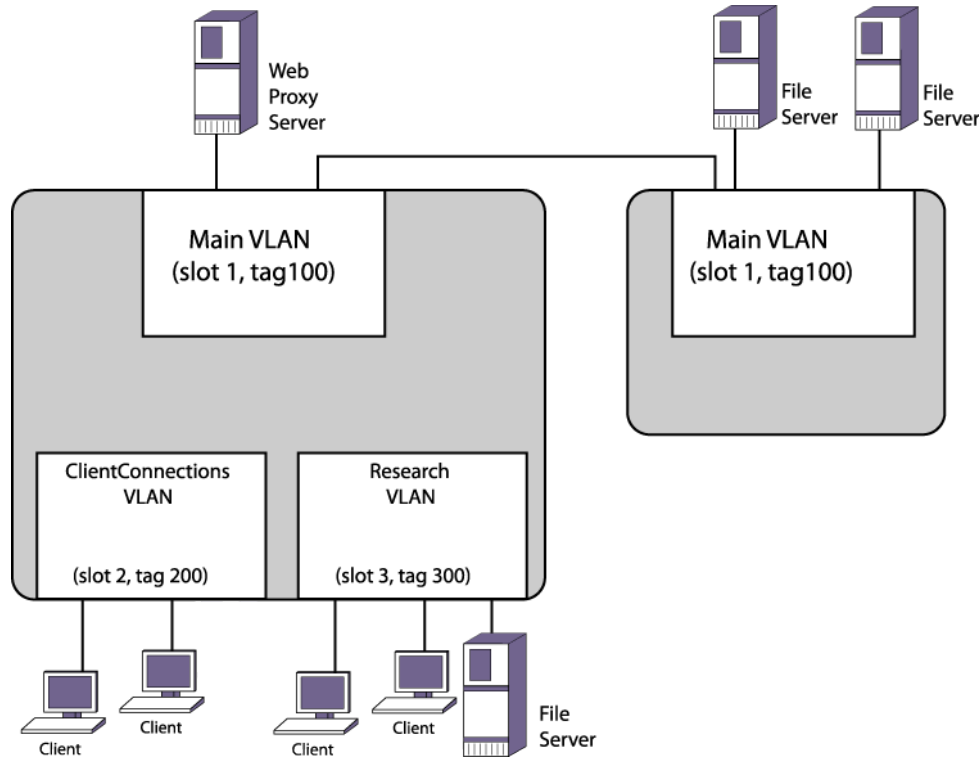 Web
Proxy
Server
File
Server
File
Server
Main VLAN
(slot 1, tag100)
Main VLAN
(slot 1, tag100)
ClientConnections
VLAN
(slot 2, tag 200)
Research
VLAN
(slot 3, tag 300)
Client
Client
Client
Client
File
Server